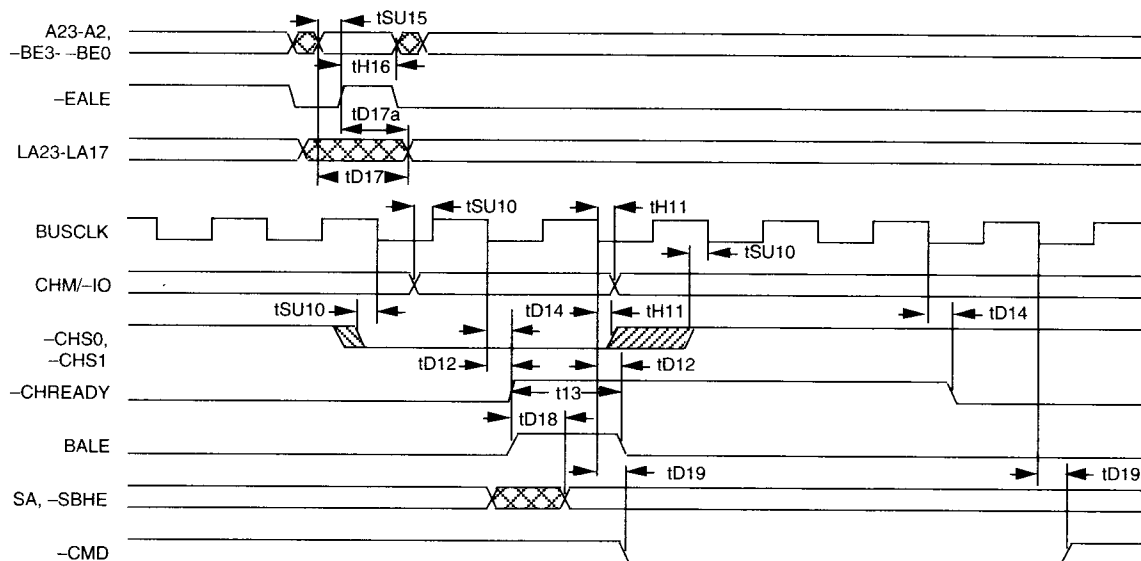 A23-A2,
–BE3- –BE0
tSU15
tH16
–EALE
tD17a
LA23-LA17
tD17
tSU10
tH11
BUSCLK
tSU10
CHM/–IO
tSU10
tD14
tH11
tD14
–CHS0,
–CHS1
tD12
tD12
–CHREADY
t13
tD18
BALE
tD19
tD19
SA, –SBHE
–CMD